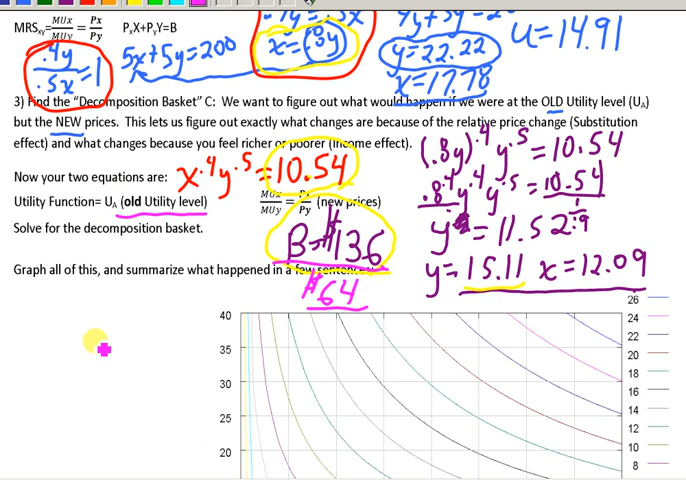 4y+5y=2
U=14.91
MRSxy=MUx/MUy = Px/Py PxX+PyY=B
.4y/.5x=1
5x+5y=200
x=(.8y)
y=22.22
x=17.78
3) Find the "Decomposition Basket" C: We want to figure out what would happen if we were at the OLD Utility level (UA)
but the NEW prices. This lets us figure out exactly what changes are because of the relative price change (Substitution
effect) and what changes because you feel richer or poorer (Income effect).
(.8y)^.4 y^.5=10.54
Now your two equations are:
x^.4 y^.5=10.54
.8^.4 y^.4 y^.5=10.54
Utility Function= UA (old Utility level)
MUx/MUy = Px/Py (new prices)
Solve for the decomposition basket.
B=$136
y = 11.52^1/.9
y=15.11 x=12.09
Graph all of this, and summarize what happened in a few sentences
$64
40
35
30
25
20
26
24
22
20
18
16
14
12
10
8